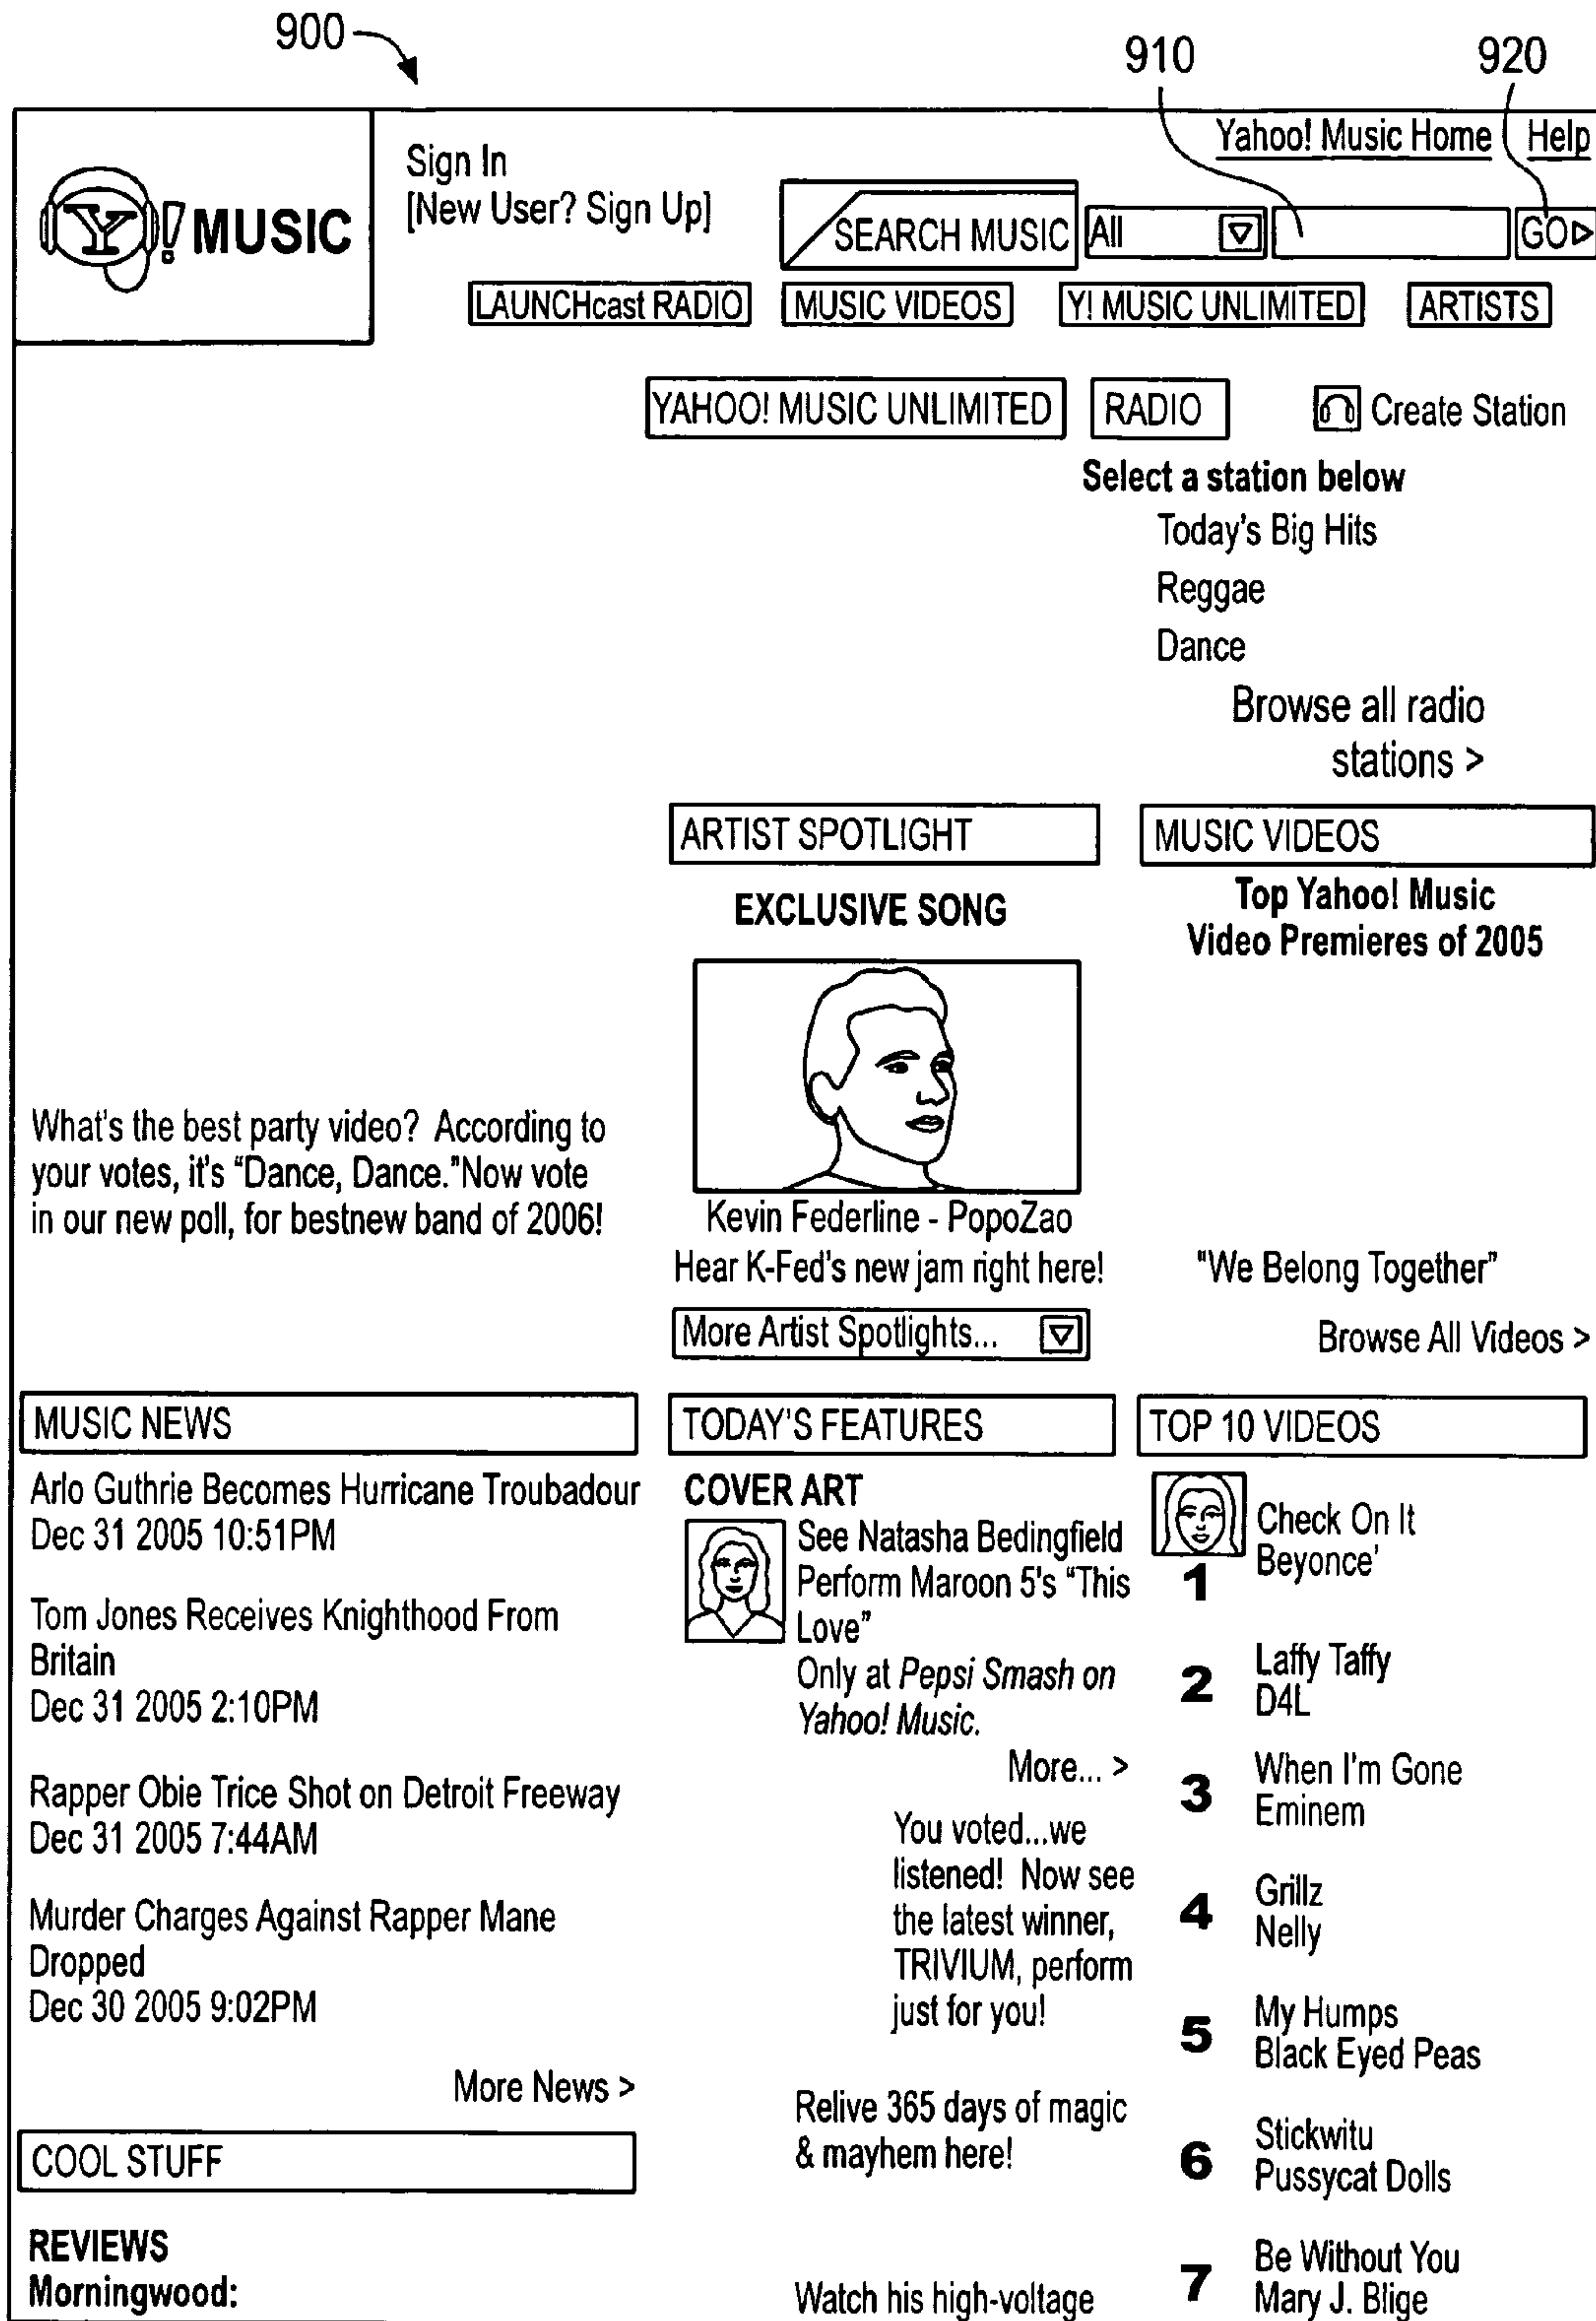 900
910
920
Yahoo! Music Home Help
Sign In
[New User? Sign Up]
Y! MUSIC
SEARCH MUSIC All GO
LAUNCHcast RADIO MUSIC VIDEOS Y! MUSIC UNLIMITED ARTISTS
YAHOO! MUSIC UNLIMITED RADIO Create Station
Select a station below
Today's Big Hits
Reggae
Dance
Browse all radio
stations >
What's the best party video? According to
your votes, it's "Dance, Dance."Now vote
in our new poll, for bestnew band of 2006!
ARTIST SPOTLIGHT
EXCLUSIVE SONG
Kevin Federline - PopoZao
Hear K-Fed's new jam right here!
More Artist Spotlights...
MUSIC VIDEOS
Top Yahoo! Music
Video Premieres of 2005
"We Belong Together"
Browse All Videos >
MUSIC NEWS
Arlo Guthrie Becomes Hurricane Troubadour
Dec 31 2005 10:51PM
Tom Jones Receives Knighthood From
Britain
Dec 31 2005 2:10PM
Rapper Obie Trice Shot on Detroit Freeway
Dec 31 2005 7:44AM
Murder Charges Against Rapper Mane
Dropped
Dec 30 2005 9:02PM
More News >
COOL STUFF
REVIEWS
Morningwood:
TODAY'S FEATURES
COVER ART
See Natasha Bedingfield
Perform Maroon 5's "This
Love"
Only at Pepsi Smash on
Yahoo! Music.
More... >
You voted...we
listened! Now see
the latest winner,
TRIVIUM, perform
just for you!
Relive 365 days of magic
& mayhem here!
Watch his high-voltage
TOP 10 VIDEOS
1 Check On It
Beyonce'
2 Laffy Taffy
D4L
3 When I'm Gone
Eminem
4 Grillz
Nelly
5 My Humps
Black Eyed Peas
6 Stickwitu
Pussycat Dolls
7 Be Without You
Mary J. Blige